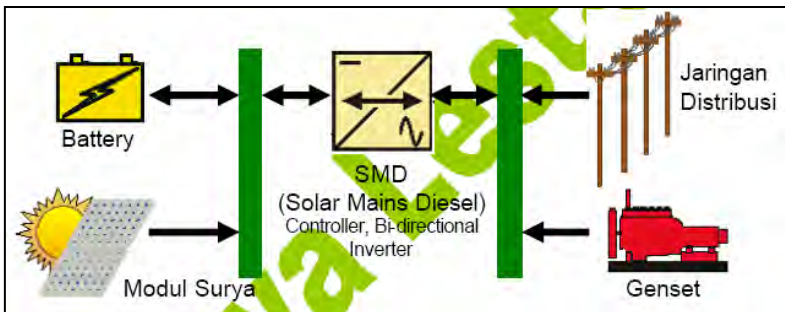 Battery
Modul Surya
SMD
(Solar Mains Diesel)
Controller, Bi-directional
Inverter
Jaringan
Distribusi
Genset